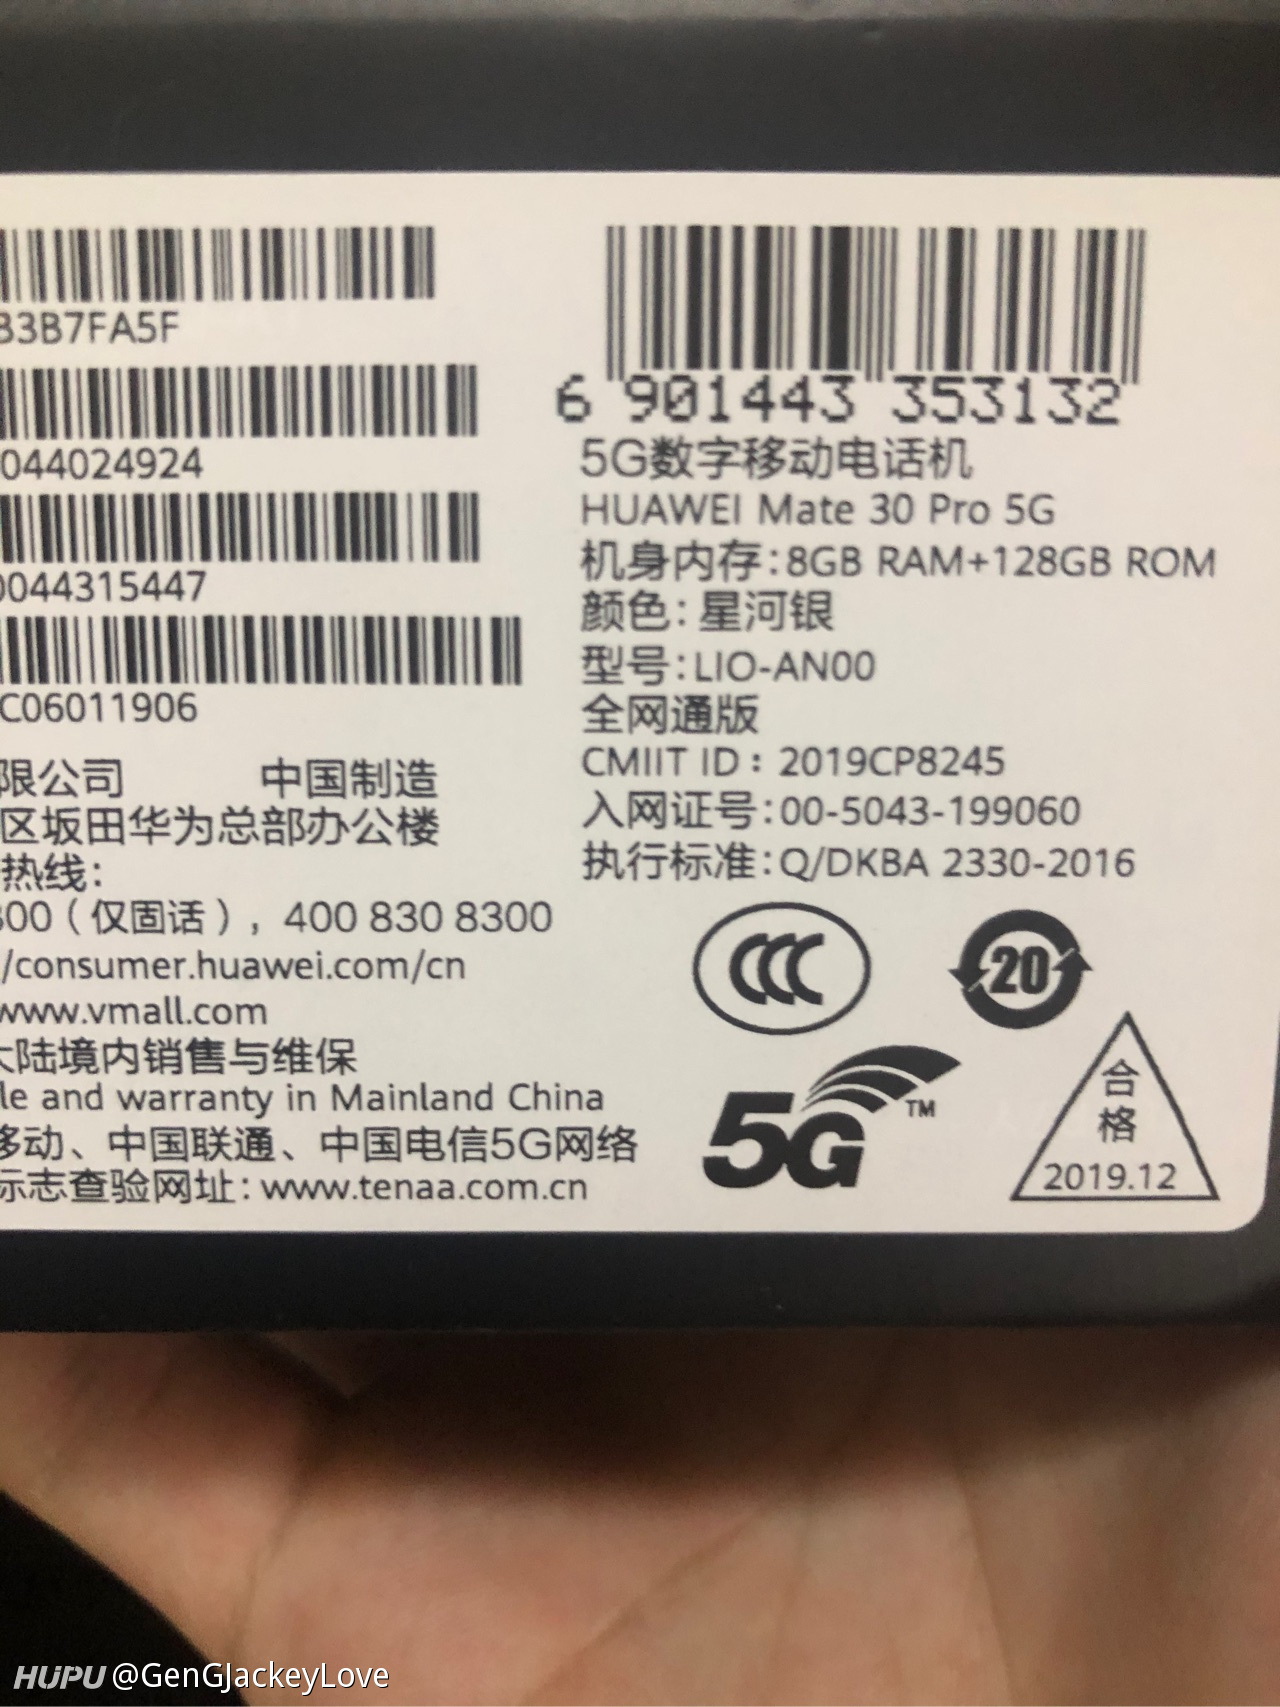 B3B7FA5F
044024924
0044315447
C06011906
限公司 中国制造
区坂田华为总部办公楼
热线：
300（仅固话），400 830 8300
/consumer.huawei.com/cn
www.vmall.com
大陆境内销售与维保
le and warranty in Mainland China
移动、中国联通、中国电信5G网络
标志查验网址：www.tenaa.com.cn
6 901443 353132
5G数字移动电话机
HUAWEI Mate 30 Pro 5G
机身内存：8GB RAM+128GB ROM
颜色：星河银
型号：LIO-AN00
全网通版
CMIIT ID：2019CP8245
入网证号：00-5043-199060
执行标准：Q/DKBA 2330-2016
CCC
20
5G TM
合
格
2019.12
HUPU @GenGJackeyLove